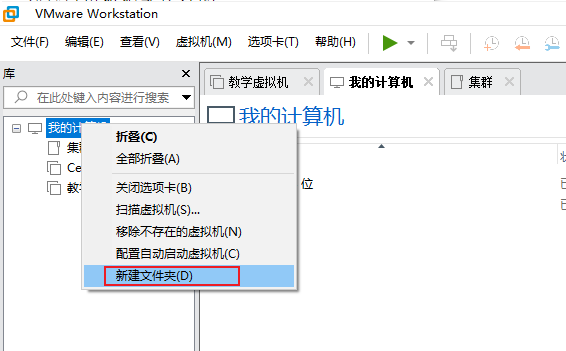 VMware Workstation
文件(F) 编辑(E) 查看(V) 虚拟机(M) 选项卡(T) 帮助(H)
库
在此处键入内容进行搜索
教学虚拟机 我的计算机 集群
我的计算机
我的计算机
集
Ce
教
折叠(C)
全部折叠(A)
关闭选项卡(B)
扫描虚拟机(S)...
移除不存在的虚拟机(N)
配置自动启动虚拟机(C)
新建文件夹(D)
位